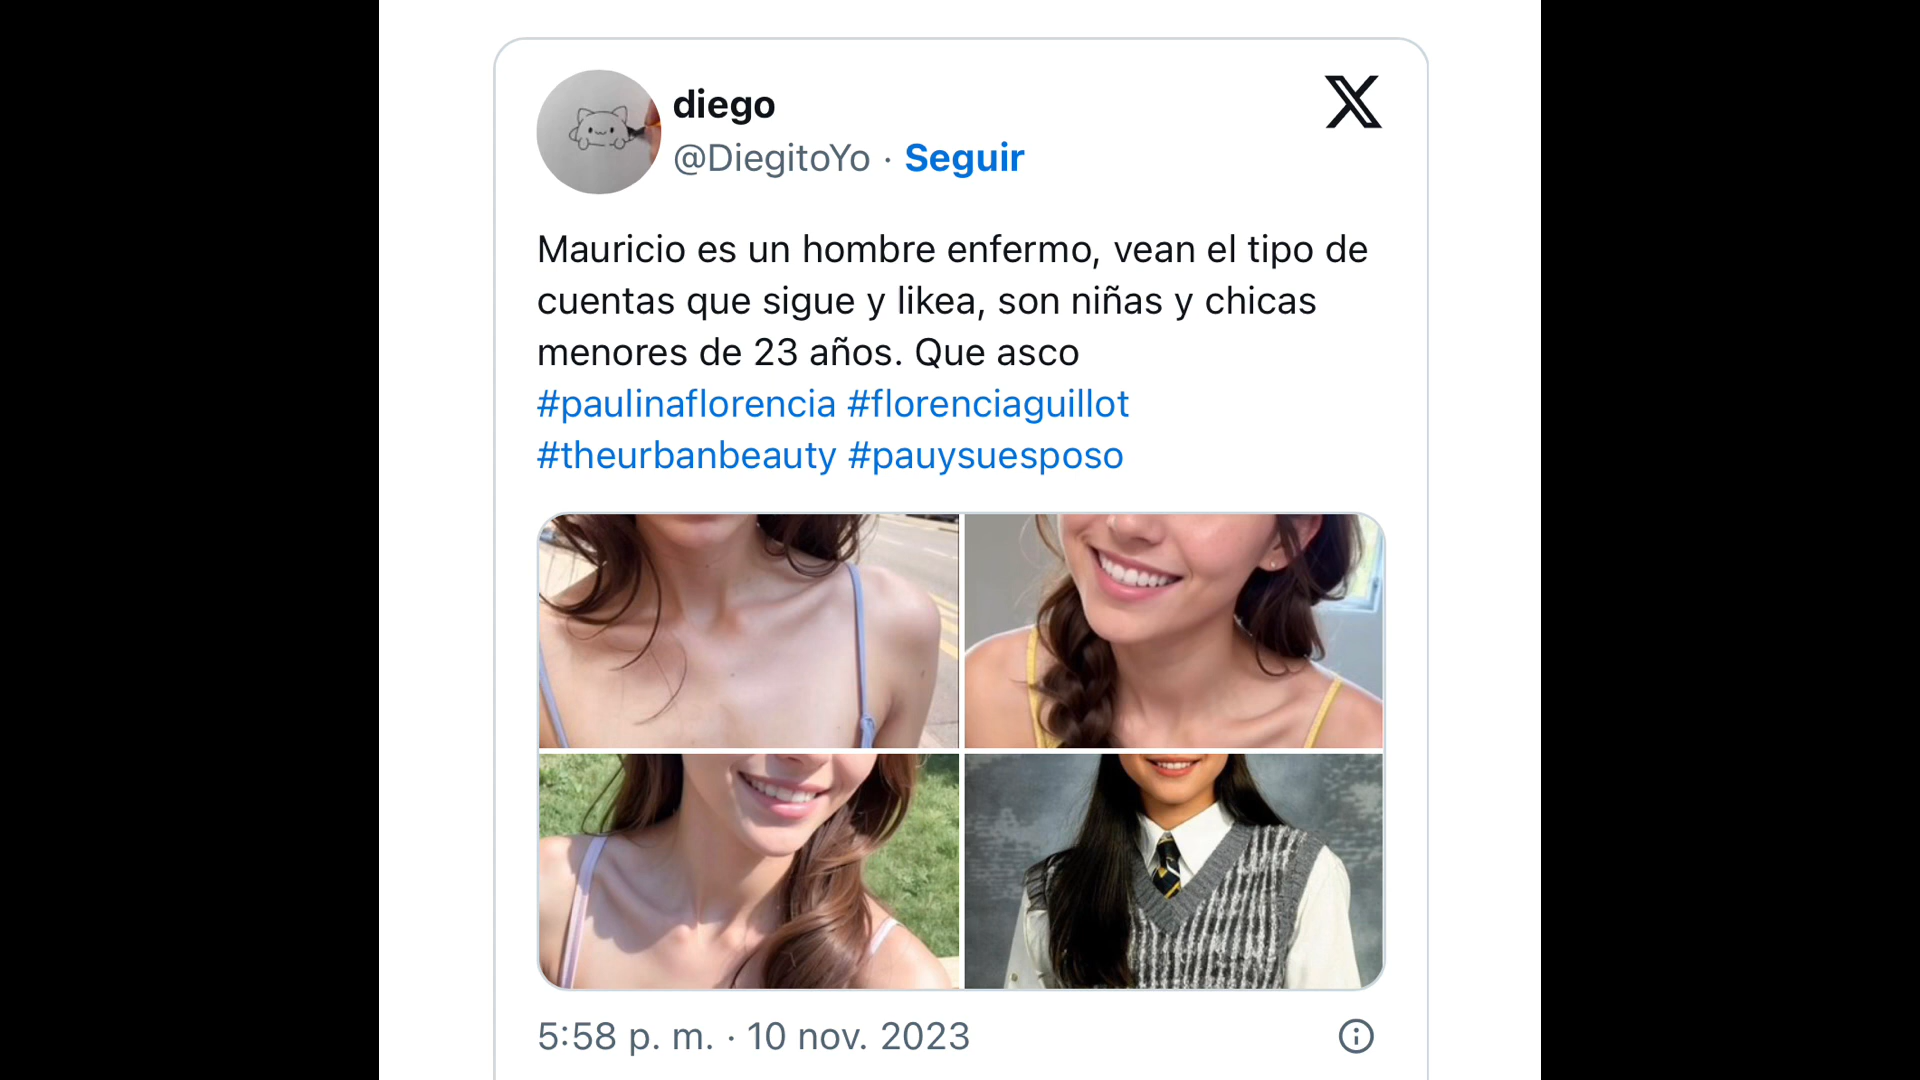 diego
@DiegitoYo · Seguir
Mauricio es un hombre enfermo, vean el tipo de
cuentas que sigue y likea, son niñas y chicas
menores de 23 años. Que asco
#paulinaflorencia #florenciaguillot
#theurbanbeauty #pauysuesposo
5:58 p. m. · 10 nov. 2023